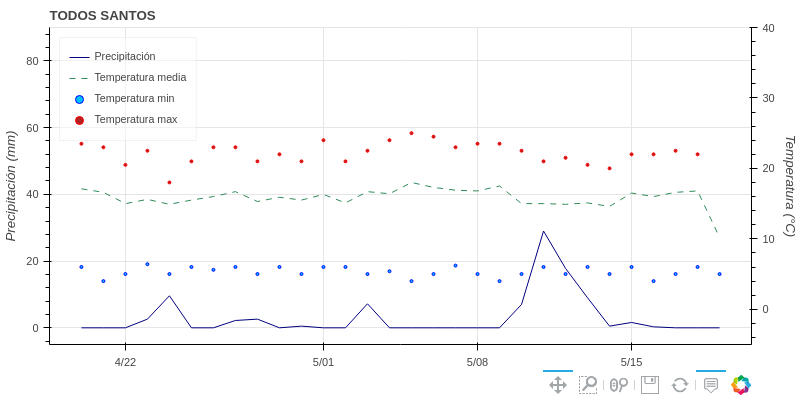 TODOS SANTOS
Precipitación
Temperatura media
Temperatura min
Temperatura max
Precipitación (mm)
80
60
40
20
0
Temperatura (°C)
40
30
20
10
0
4/22
5/01
5/08
5/15